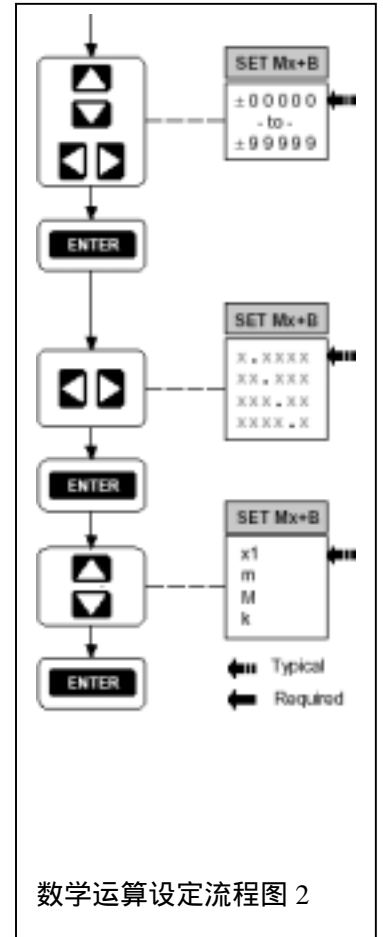 SET Mx+B
±00000
- to -
±99999
ENTER
SET Mx+B
x.xxxx
xx.xxx
xxx.xx
xxxx.x
ENTER
SET Mx+B
x1
m
M
k
ENTER
Typical
Required
数学运算设定流程图 2